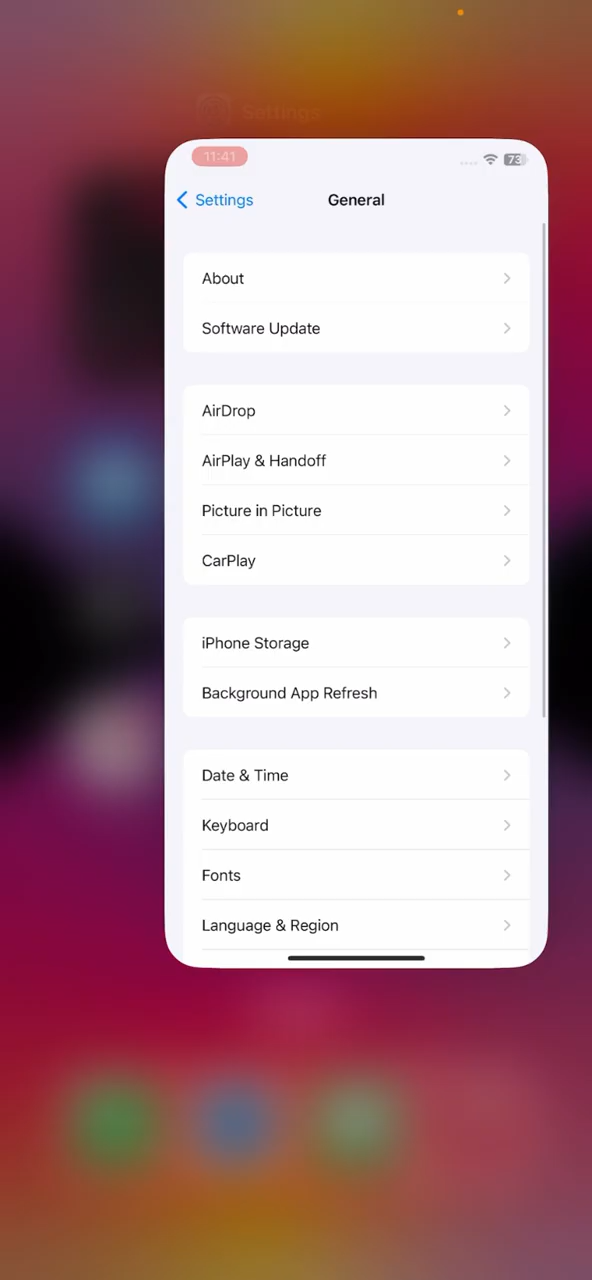 Settings
11:41
73
Settings
General
About
Software Update
AirDrop
AirPlay & Handoff
Picture in Picture
CarPlay
iPhone Storage
Background App Refresh
Date & Time
Keyboard
Fonts
Language & Region